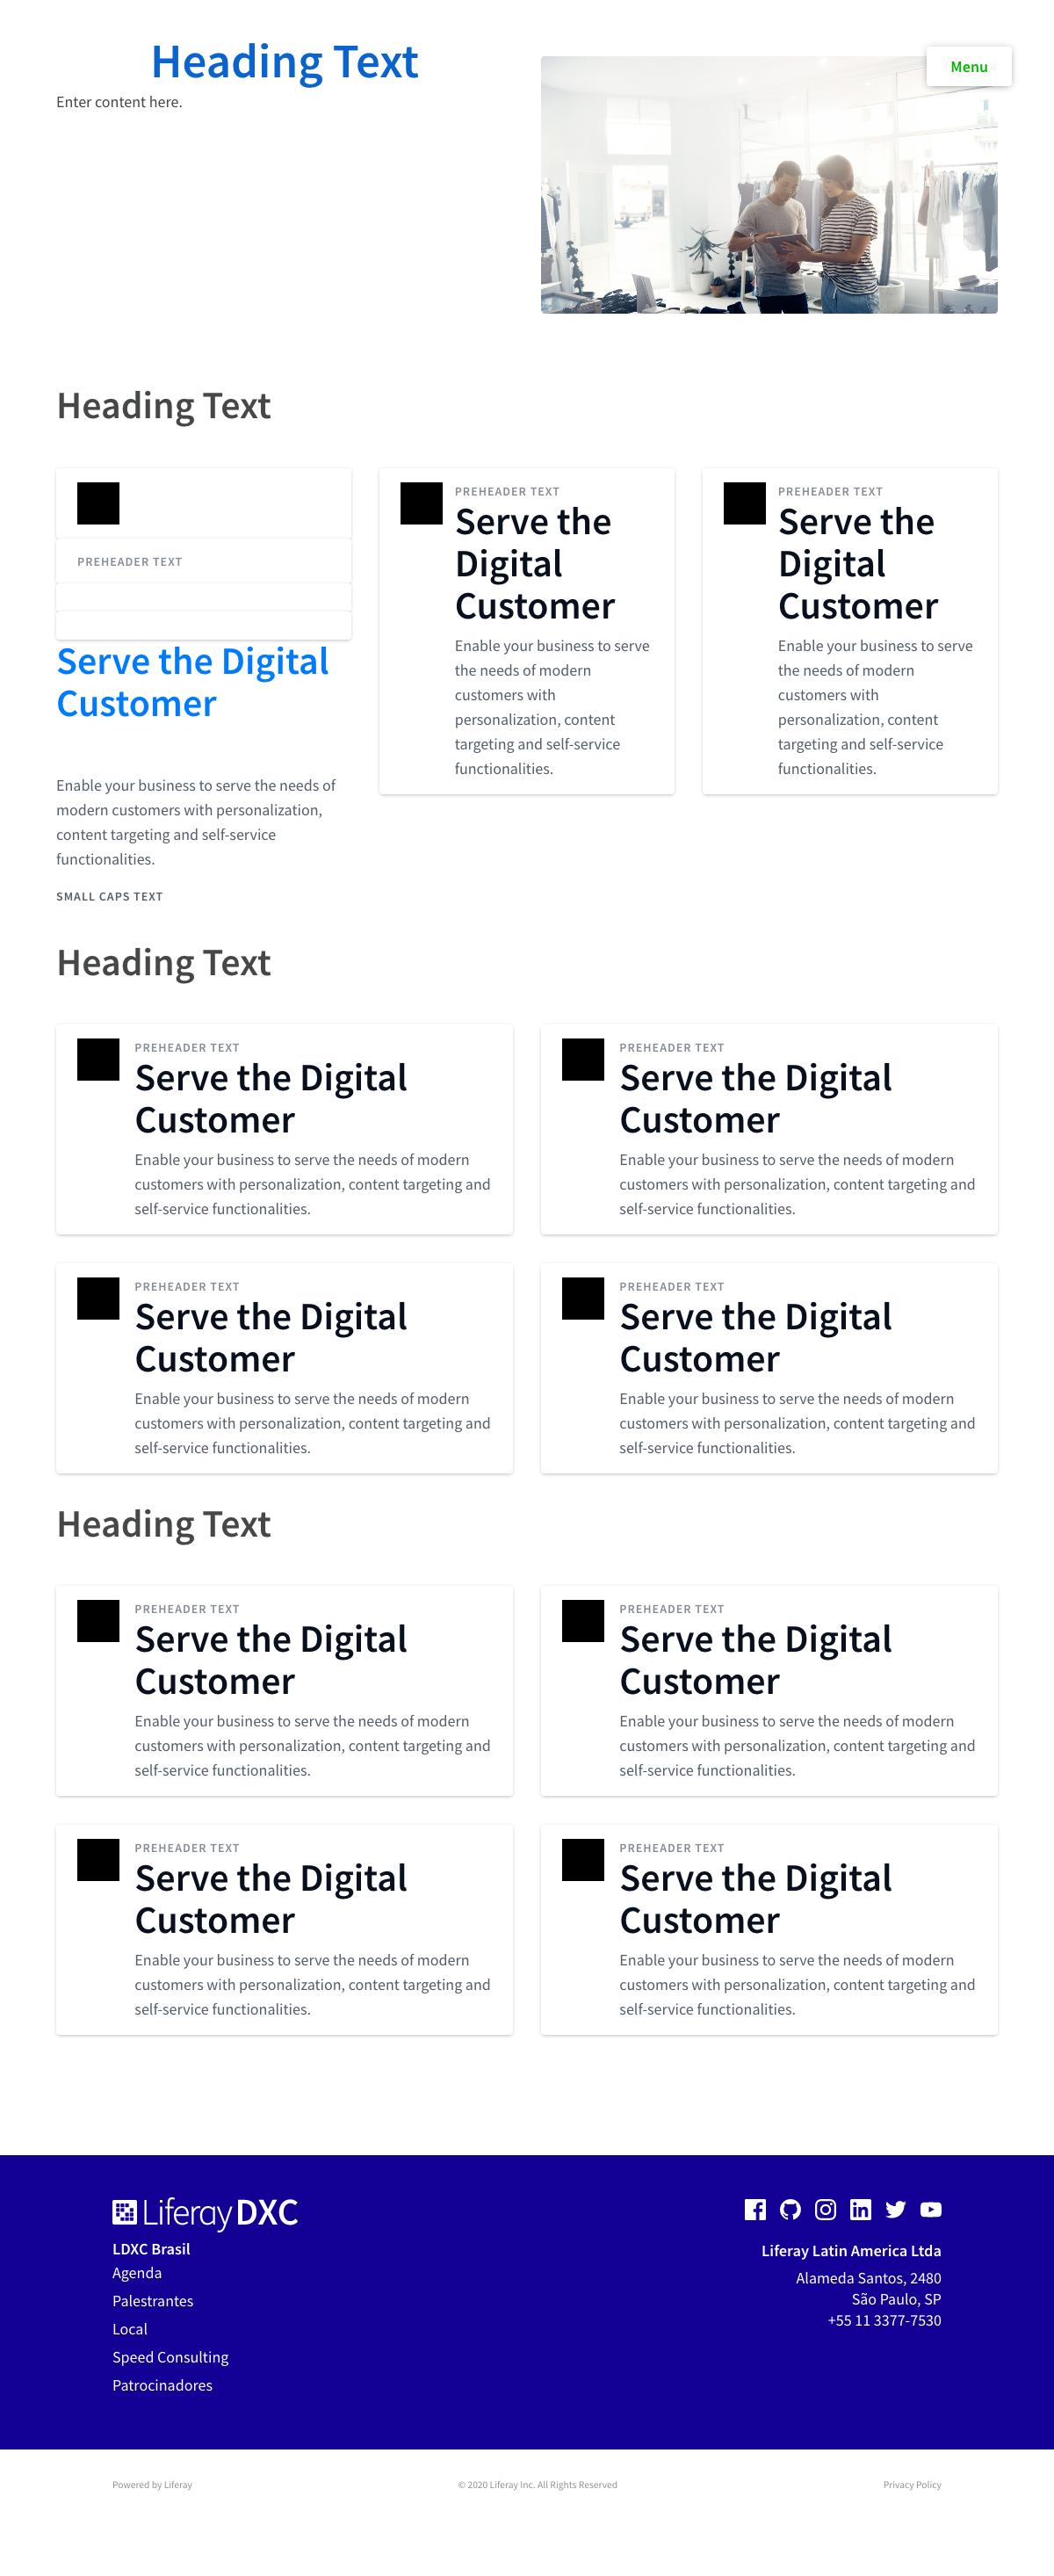 Heading Text
Menu
Enter content here.
Heading Text
PREHEADER TEXT
Serve the Digital
Customer
Enable your business to serve the needs of
modern customers with personalization,
content targeting and self-service
functionalities.
SMALL CAPS TEXT
PREHEADER TEXT
Serve the
Digital
Customer
Enable your business to serve
the needs of modern
customers with
personalization, content
targeting and self-service
functionalities.
PREHEADER TEXT
Serve the
Digital
Customer
Enable your business to serve
the needs of modern
customers with
personalization, content
targeting and self-service
functionalities.
Heading Text
PREHEADER TEXT
Serve the Digital
Customer
Enable your business to serve the needs of modern
customers with personalization, content targeting and
self-service functionalities.
PREHEADER TEXT
Serve the Digital
Customer
Enable your business to serve the needs of modern
customers with personalization, content targeting and
self-service functionalities.
PREHEADER TEXT
Serve the Digital
Customer
Enable your business to serve the needs of modern
customers with personalization, content targeting and
self-service functionalities.
PREHEADER TEXT
Serve the Digital
Customer
Enable your business to serve the needs of modern
customers with personalization, content targeting and
self-service functionalities.
Heading Text
PREHEADER TEXT
Serve the Digital
Customer
Enable your business to serve the needs of modern
customers with personalization, content targeting and
self-service functionalities.
PREHEADER TEXT
Serve the Digital
Customer
Enable your business to serve the needs of modern
customers with personalization, content targeting and
self-service functionalities.
PREHEADER TEXT
Serve the Digital
Customer
Enable your business to serve the needs of modern
customers with personalization, content targeting and
self-service functionalities.
PREHEADER TEXT
Serve the Digital
Customer
Enable your business to serve the needs of modern
customers with personalization, content targeting and
self-service functionalities.
Liferay DXC
LDXC Brasil
Agenda
Palestrantes
Local
Speed Consulting
Patrocinadores
Liferay Latin America Ltda
Alameda Santos, 2480
São Paulo, SP
+55 11 3377-7530
Powered by Liferay
© 2020 Liferay Inc. All Rights Reserved
Privacy Policy